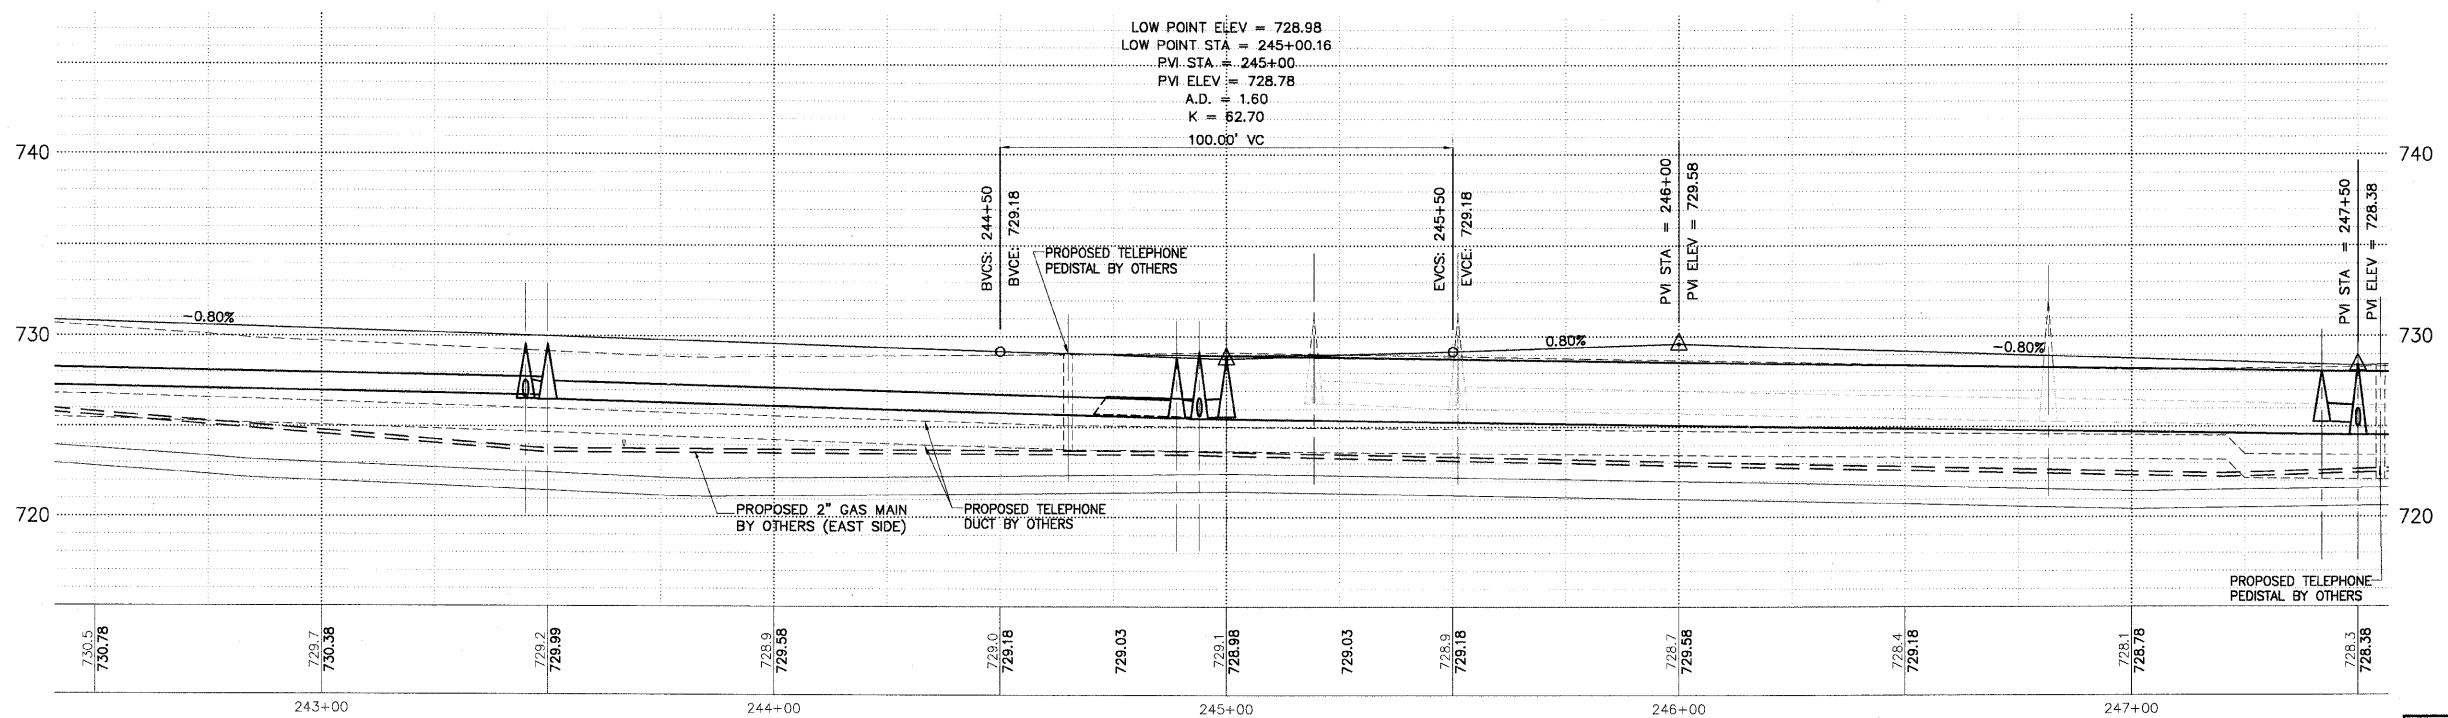 LOW POINT ELEV = 728.98
LOW POINT STA = 245+00.16
PVI STA = 245+00
PVI ELEV = 728.78
A.D. = 1.60
K = 62.70
100.00' VC
740
740
BVCS: 244+50
BVCE: 729.18
EVCS: 245+50
EVCE: 729.18
PVI STA = 246+00
PVI ELEV = 729.58
PVI STA = 247+50
PVI ELEV = 728.38
PROPOSED TELEPHONE
PEDISTAL BY OTHERS
-0.80%
0.80%
-0.80%
730
730
PROPOSED 2" GAS MAIN
BY OTHERS (EAST SIDE)
PROPOSED TELEPHONE
DUCT BY OTHERS
720
720
PROPOSED TELEPHONE
PEDISTAL BY OTHERS
730.5
730.78
729.7
730.38
729.2
729.99
728.9
729.58
729.0
729.18
729.03
729.1
728.98
729.03
728.9
729.18
728.7
729.58
728.4
729.18
728.1
728.78
728.3
728.38
243+00
244+00
245+00
246+00
247+00